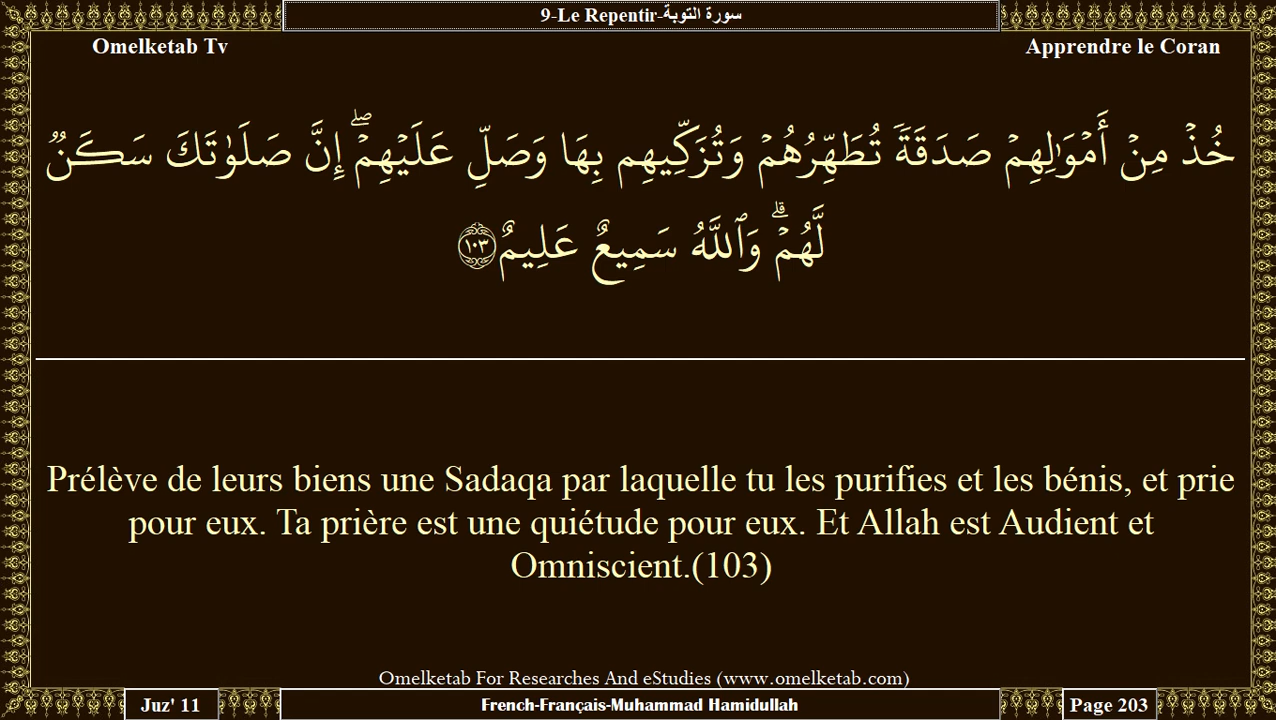 9-Le Repentir-سورة التوبة
Omelketab Tv
Apprendre le Coran
خُذۡ مِنۡ أَمۡوَٰلِهِمۡ صَدَقَةٗ تُطَهِّرُهُمۡ وَتُزَكِّيهِم بِهَا وَصَلِّ عَلَيۡهِمۡۖ إِنَّ صَلَوٰتَكَ سَكَنٞ
لَّهُمۡۗ وَٱللَّهُ سَمِيعٌ عَلِيمٌ ١٠٣
Prélève de leurs biens une Sadaqa par laquelle tu les purifies et les bénis, et prie
pour eux. Ta prière est une quiétude pour eux. Et Allah est Audient et
Omniscient.(103)
Omelketab For Researches And eStudies (www.omelketab.com)
Juz' 11
French-Français-Muhammad Hamidullah
Page 203